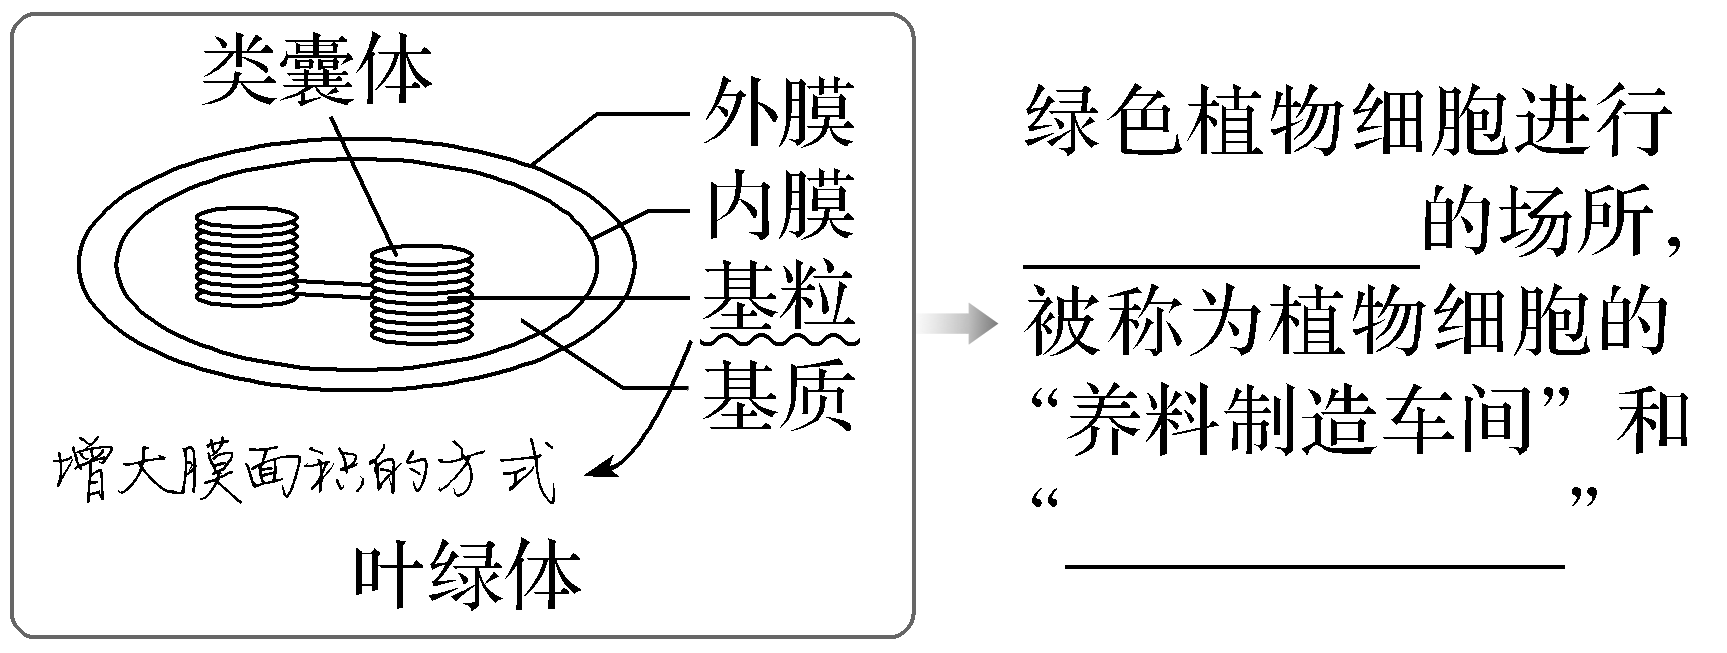 类囊体
外膜
内膜
基粒
基质
增大膜面积的方式
叶绿体
绿色植物细胞进行
的场所，
被称为植物细胞的
“养料制造车间”和
“ ”